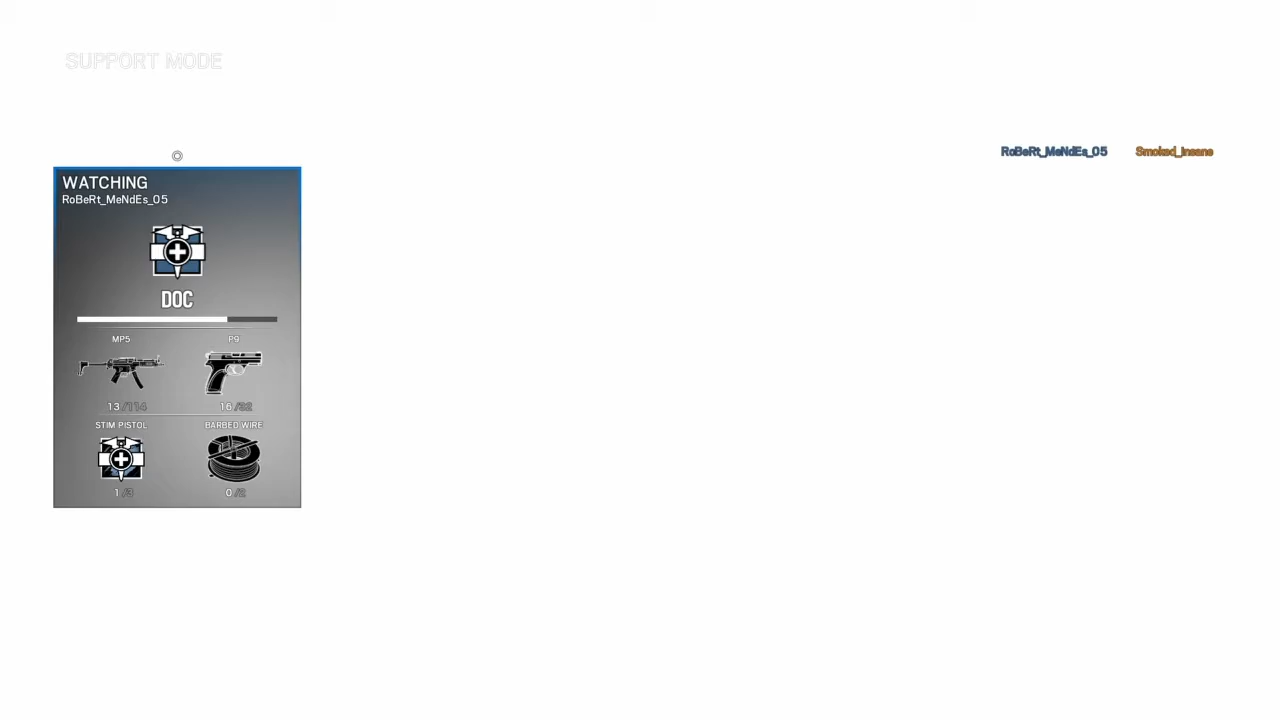 SUPPORT MODE
RoBeRt_MeNdEs_05 Smoked_Insane
WATCHING
RoBeRt_MeNdEs_05
DOC
MP5 P9
13 /114 16 /32
STIM PISTOL BARBED WIRE
1 /3 0 /2